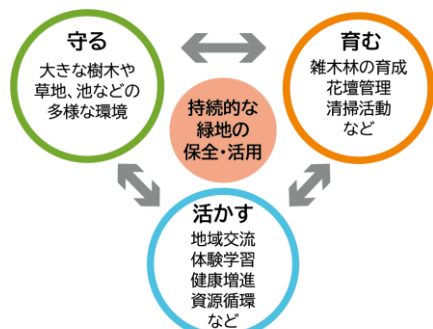 守る
大きな樹木や
草地、池などの
多様な環境
育む
雑木林の育成
花壇管理
清掃活動
など
持続的な
緑地の
保全・活用
活かす
地域交流
体験学習
健康増進
資源循環
など